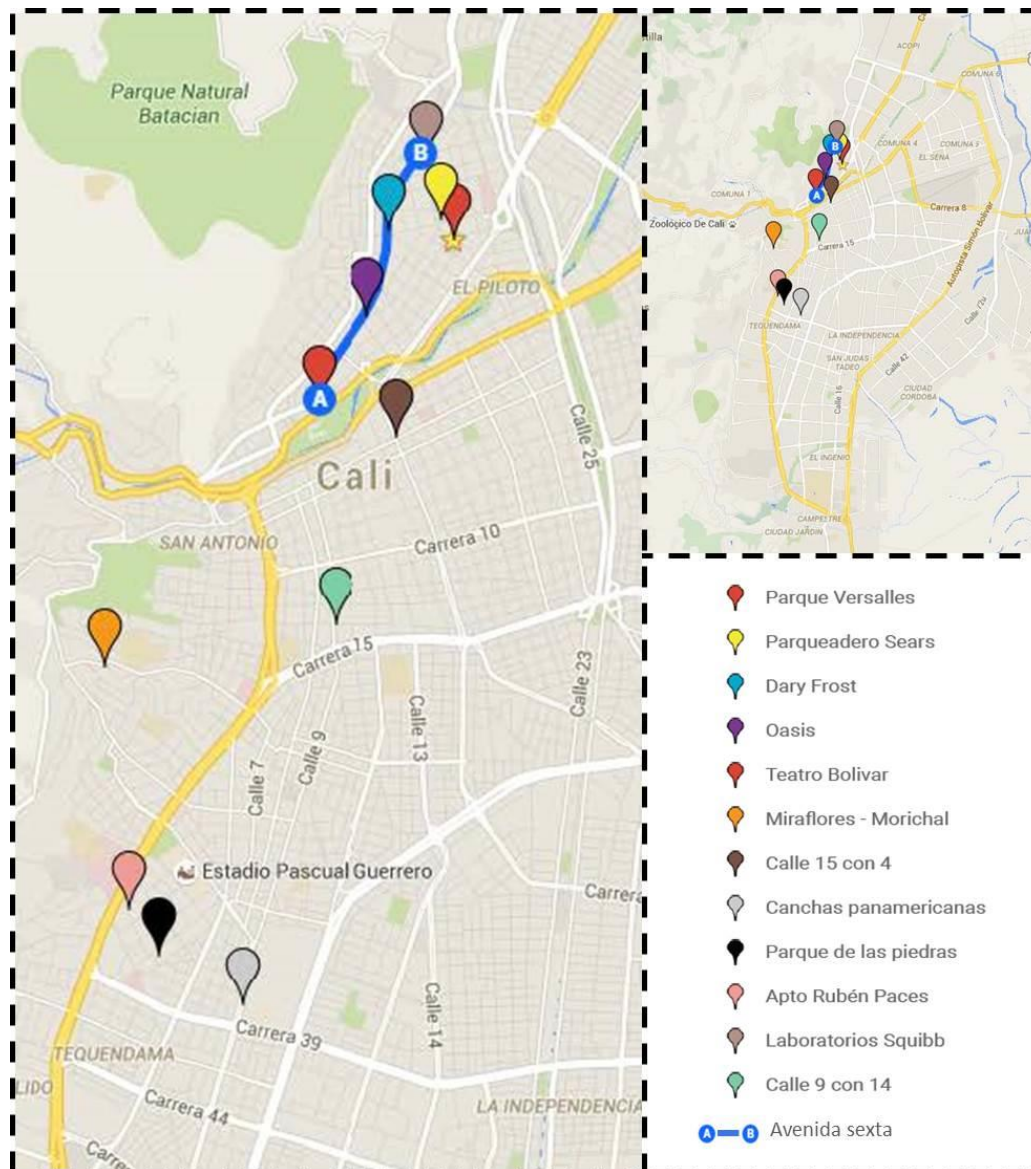 Parque Natural
Batacian
B
EL PILOTO
A
Calle 25
Cali
SAN ANTONIO
Carrera 10
Carrera 15
Calle 23
Calle 13
Calle 9
Calle 7
Estadio Pascual Guerrero
Carrera
Calle 14
Carrera 39
TEQUENDAMA
LIDO
Carrera 44
LA INDEPENDENCIA
ACOPI
COMUNA 6
COMUNA 4
B
EL SENA
COMUNA 1
A
Carrera 8
Zoológico De Cali
Carrera 15
Autopista Simón Bolívar
TEQUENDAMA
LA INDEPENDENCIA
Calle 72u
SAN JUDAS
TADEO
Calle 42
Calle 16
CIUDAD
CORDOBA
EL INGENIO
CAMPESTRE
CIUDAD JARDIN
Parque Versalles
Parqueadero Sears
Dary Frost
Oasis
Teatro Bolivar
Miraflores - Morichal
Calle 15 con 4
Canchas panamericanas
Parque de las piedras
Apto Rubén Paces
Laboratorios Squibb
Calle 9 con 14
A B Avenida sexta